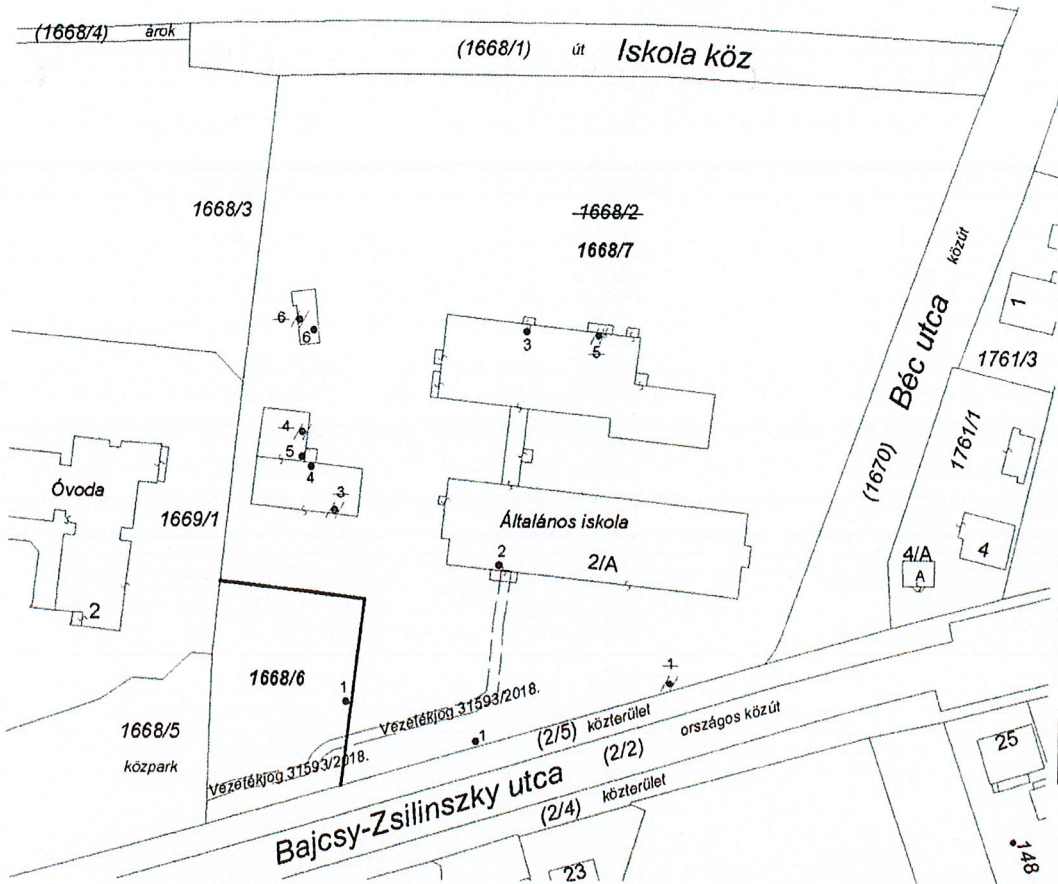 (1668/4) árok
(1668/1) út Iskola köz
1668/3
1668/2
1668/7
Béc utca közút
(1670)
1
1761/3
1761/1
6
6
3
5
4
5
4
3
Óvoda
1669/1
2
Általános iskola
2/A
2
4/A
A
4
1668/6
1
1
1668/5
közpark
Vezetékjog 31593/2018.
Vezetékjog 31593/2018.
1
(2/5) közterület
(2/2) országos közút
Bajcsy-Zsilinszky utca
(2/4) közterület
25
23
148